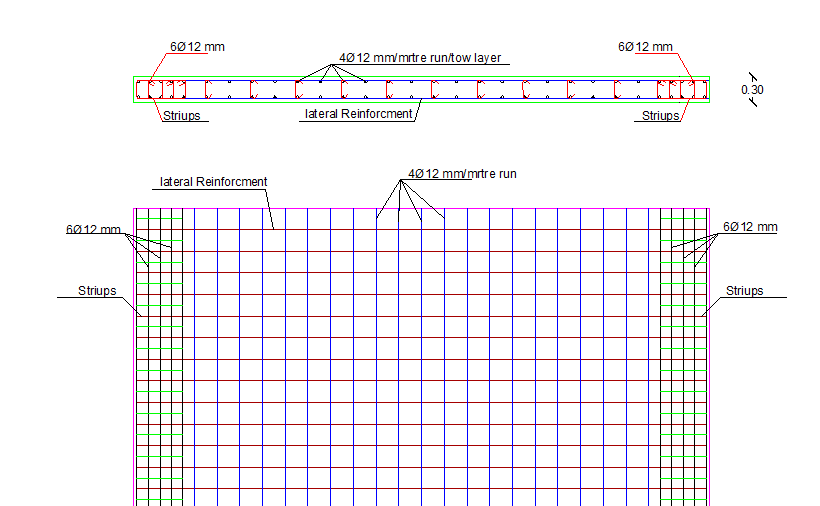 6Ø12 mm
6Ø12 mm
4Ø12 mm/mrtre run/tow layer
0.30
Striups
lateral Reinforcment
Striups
4Ø12 mm/mrtre run
lateral Reinforcment
6Ø12 mm
6Ø12 mm
Striups
Striups